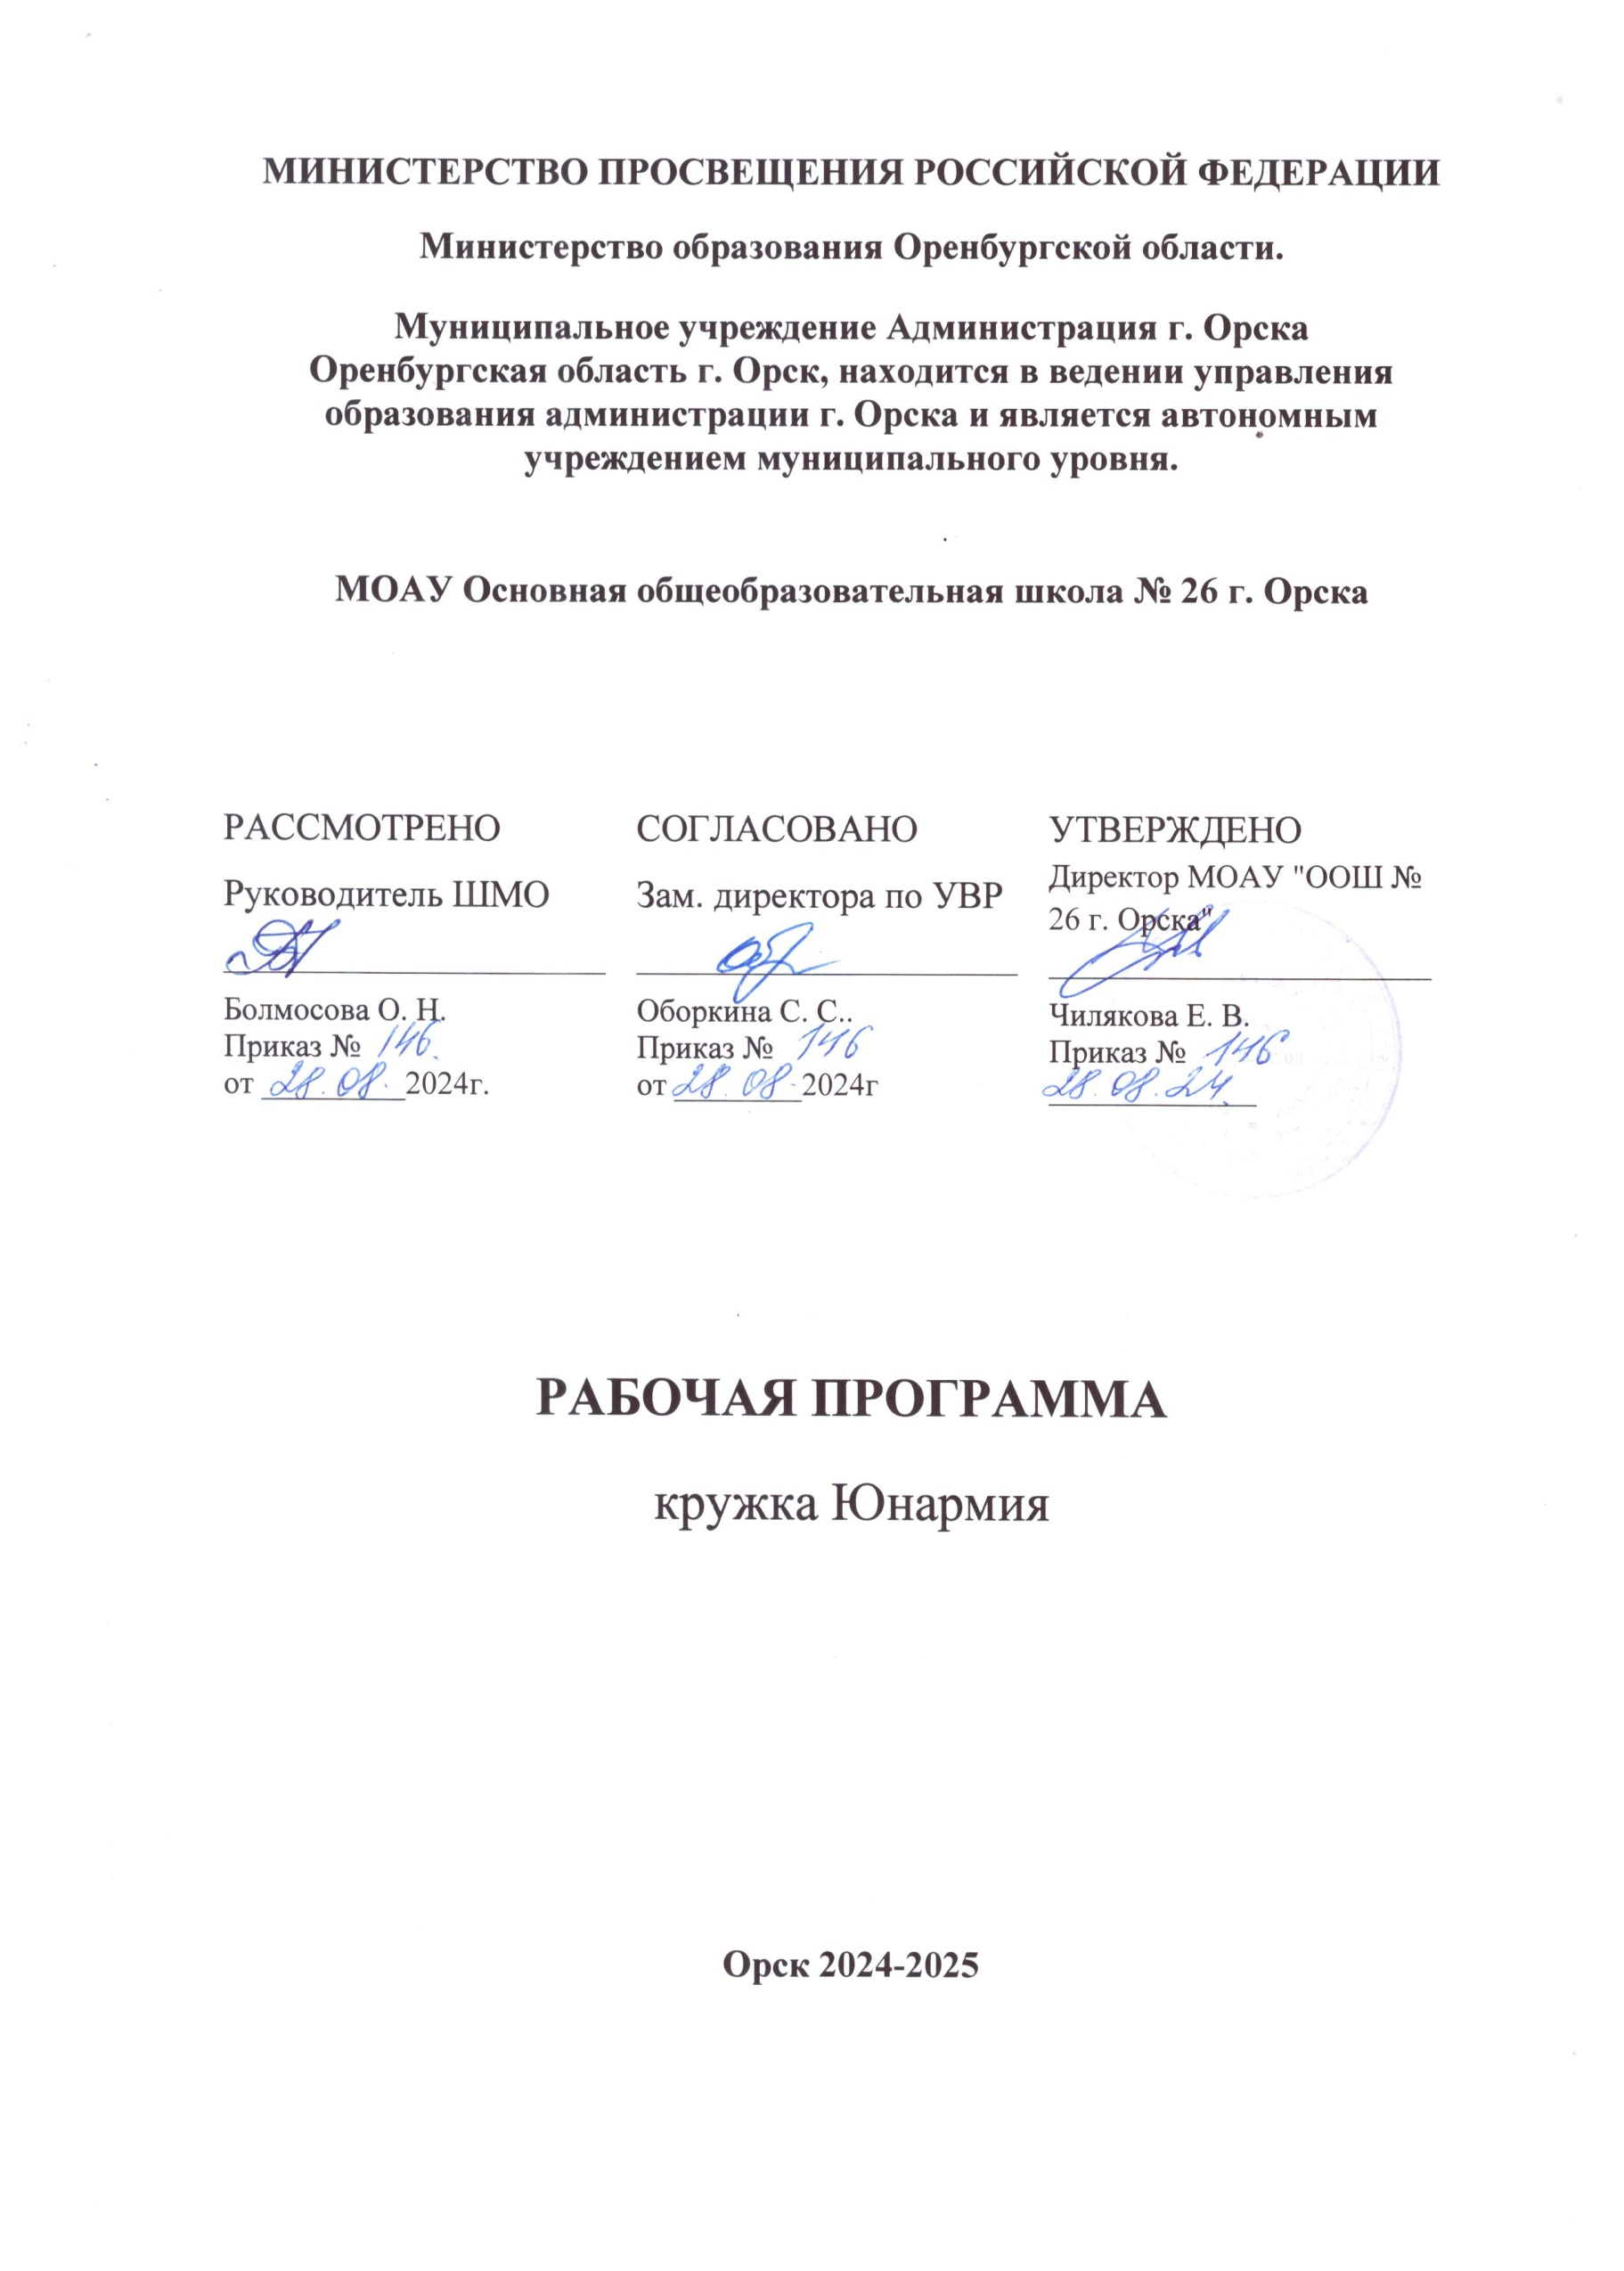 МИНИСТЕРСТВО ПРОСВЕЩЕНИЯ РОССИЙСКОЙ ФЕДЕРАЦИИ
Министерство образования Оренбургской области.
Муниципальное учреждение Администрация г. Орска
Оренбургская область г. Орск, находится в ведении управления
образования администрации г. Орска и является автономным
учреждением муниципального уровня.
МОАУ Основная общеобразовательная школа № 26 г. Орска
РАССМОТРЕНО
Руководитель ШМО
Болмосова О. Н.
Приказ № 146.
от 28.08.2024г.
СОГЛАСОВАНО
Зам. директора по УВР
Оборкина С. С..
Приказ № 146
от 28.08.2024г
УТВЕРЖДЕНО
Директор МОАУ "ООШ №
26 г. Орска"
Чилякова Е. В.
Приказ № 146
28.08.24.
РАБОЧАЯ ПРОГРАММА
кружка Юнармия
Орск 2024-2025